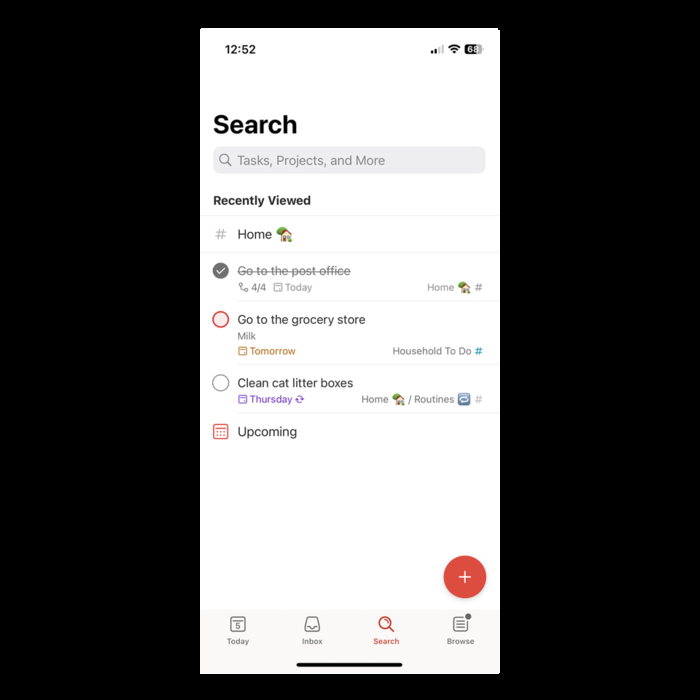 12:52
68
Search
Tasks, Projects, and More
Recently Viewed
# Home 🏡
Go to the post office
4/4 Today Home 🏡 #
Go to the grocery store
Milk
Tomorrow Household To Do #
Clean cat litter boxes
Thursday Home 🏡 / Routines 🔁 #
Upcoming
+
5
Today Inbox Search Browse